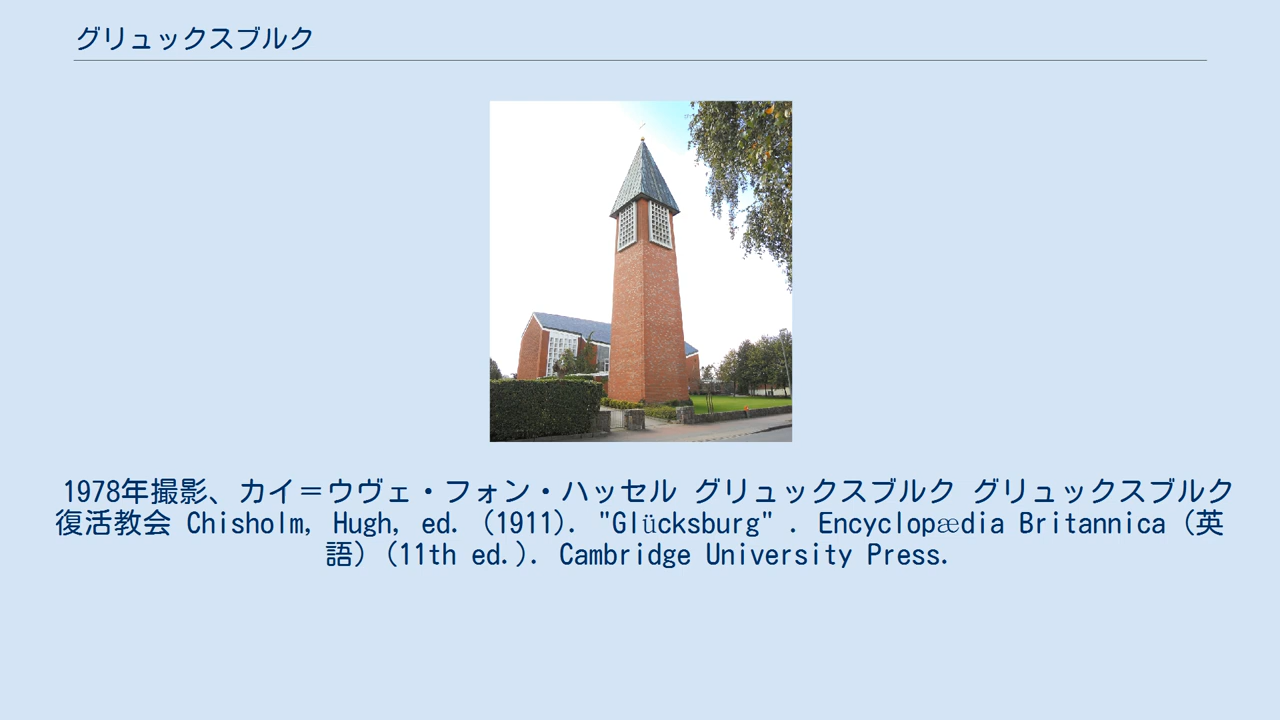 グリュックスブルク
1978年撮影、カイ＝ウヴェ・フォン・ハッセル グリュックスブルク グリュックスブルク
復活教会 Chisholm, Hugh, ed. (1911). "Glücksburg" . Encyclopædia Britannica (英
語) (11th ed.). Cambridge University Press.